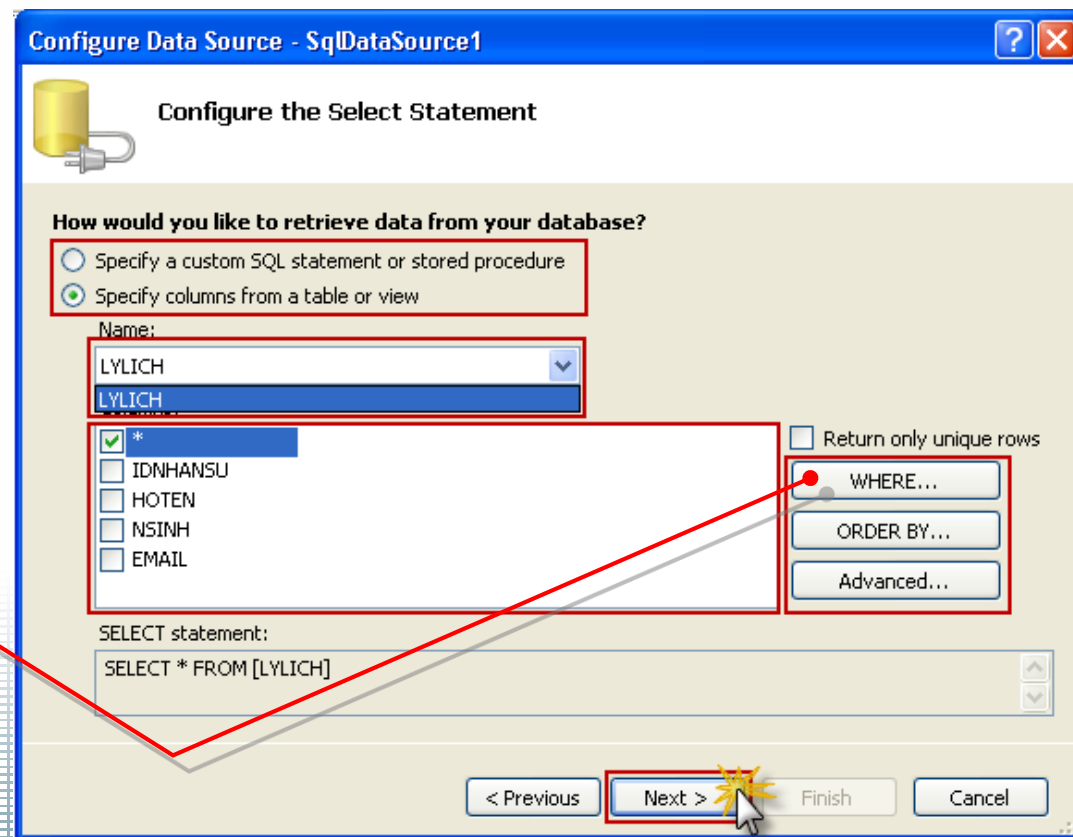 Configure Data Source - SqlDataSource1
Configure the Select Statement
How would you like to retrieve data from your database?
Specify a custom SQL statement or stored procedure
Specify columns from a table or view
Name:
LYLICH
LYLICH
*
Return only unique rows
IDNHANSU
WHERE...
HOTEN
NSINH
ORDER BY...
EMAIL
Advanced...
SELECT statement:
SELECT * FROM [LYLICH]
< Previous
Next >
Finish
Cancel